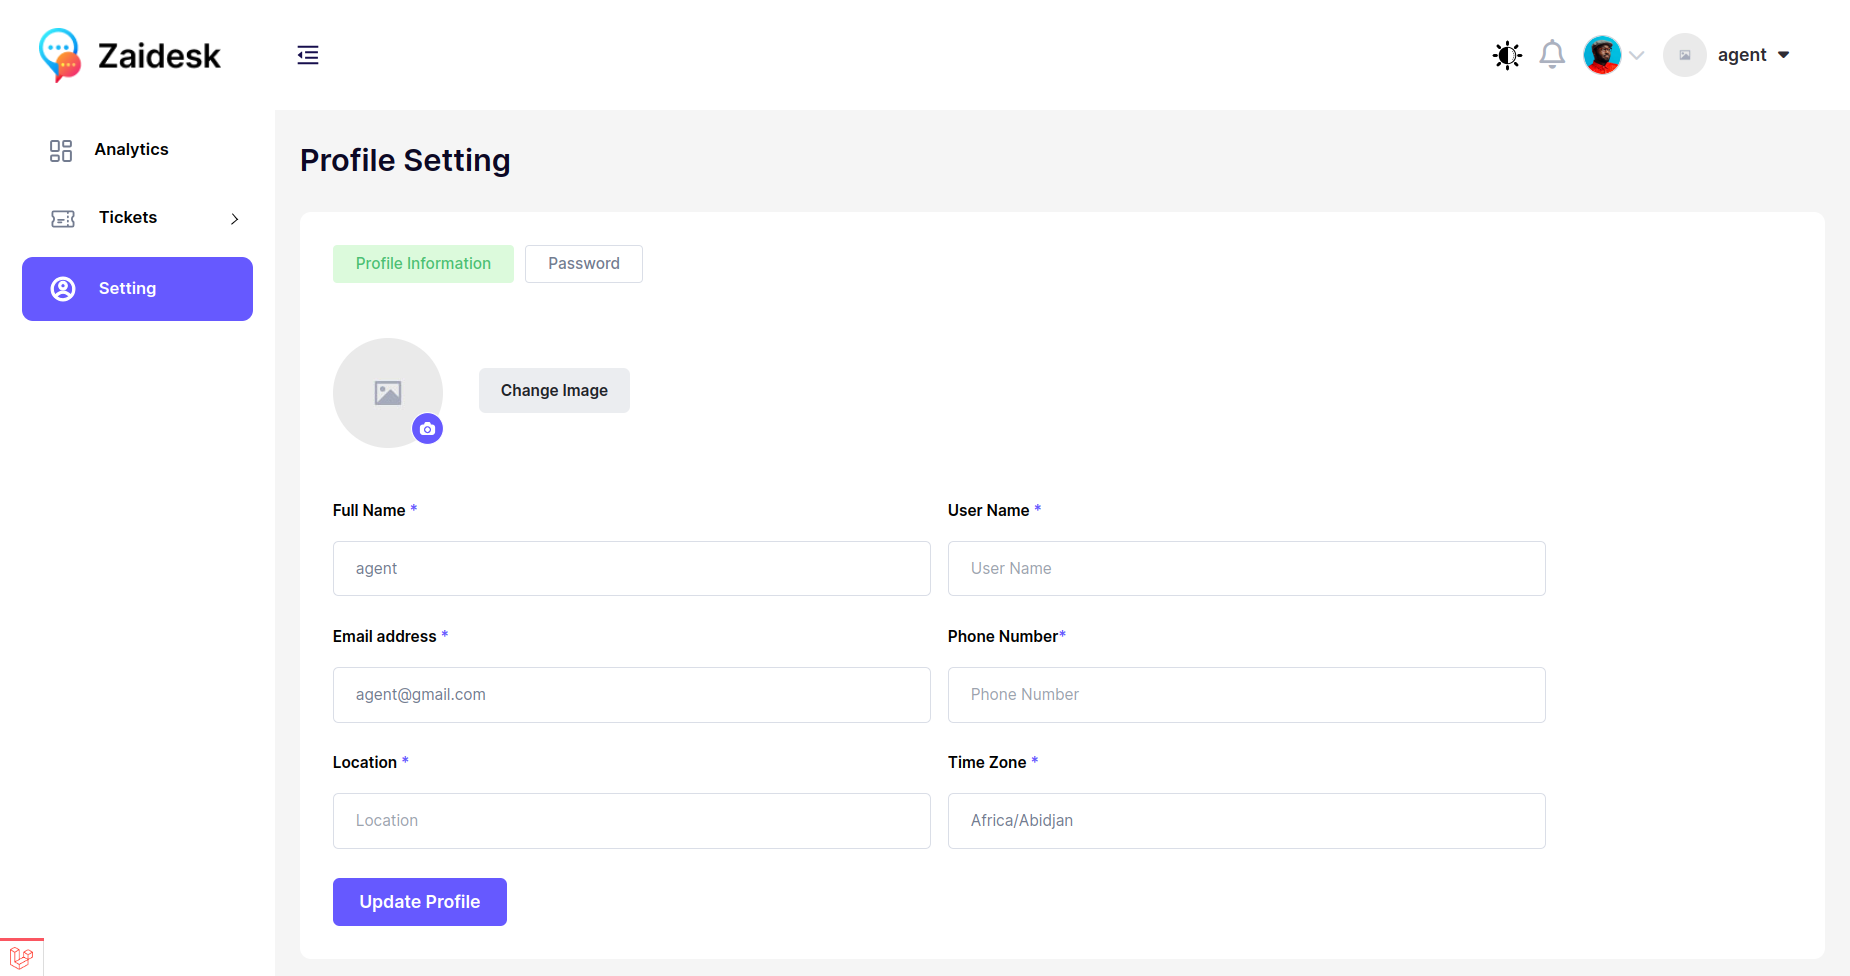 Zaidesk
agent
Analytics
Tickets
Setting
Profile Setting
Profile Information
Password
Change Image
Full Name *
User Name *
agent
User Name
Email address *
Phone Number*
agent@gmail.com
Phone Number
Location *
Time Zone *
Location
Africa/Abidjan
Update Profile